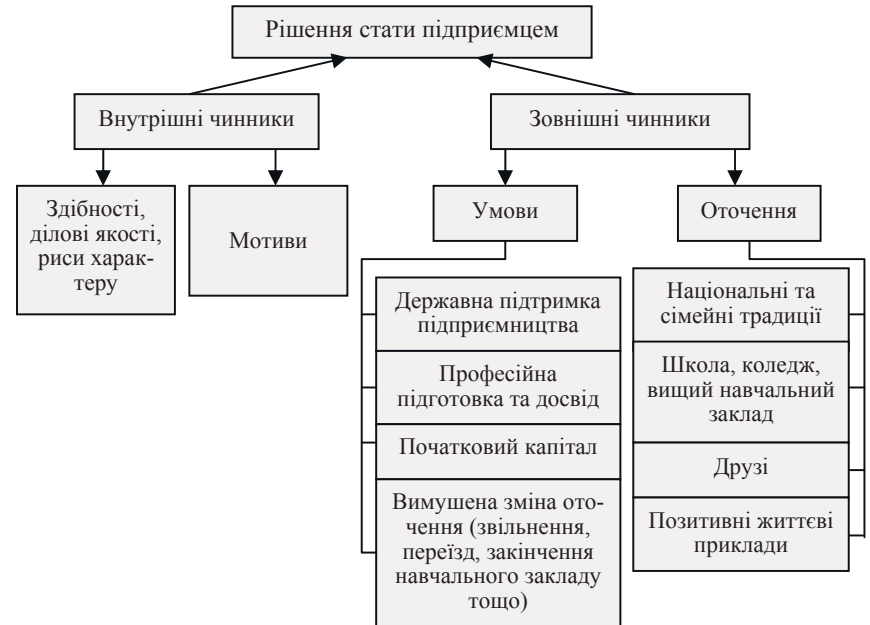 Рішення стати підприємцем
Внутрішні чинники
Зовнішні чинники
Здібності,
ділові якості,
риси харак-
теру
Мотиви
Умови
Оточення
Державна підтримка
підприємництва
Професійна
підготовка та досвід
Початковий капітал
Вимушена зміна ото-
чення (звільнення,
переїзд, закінчення
навчального закладу
тощо)
Національні та
сімейні традиції
Школа, коледж,
вищий навчальний
заклад
Друзі
Позитивні життєві
приклади